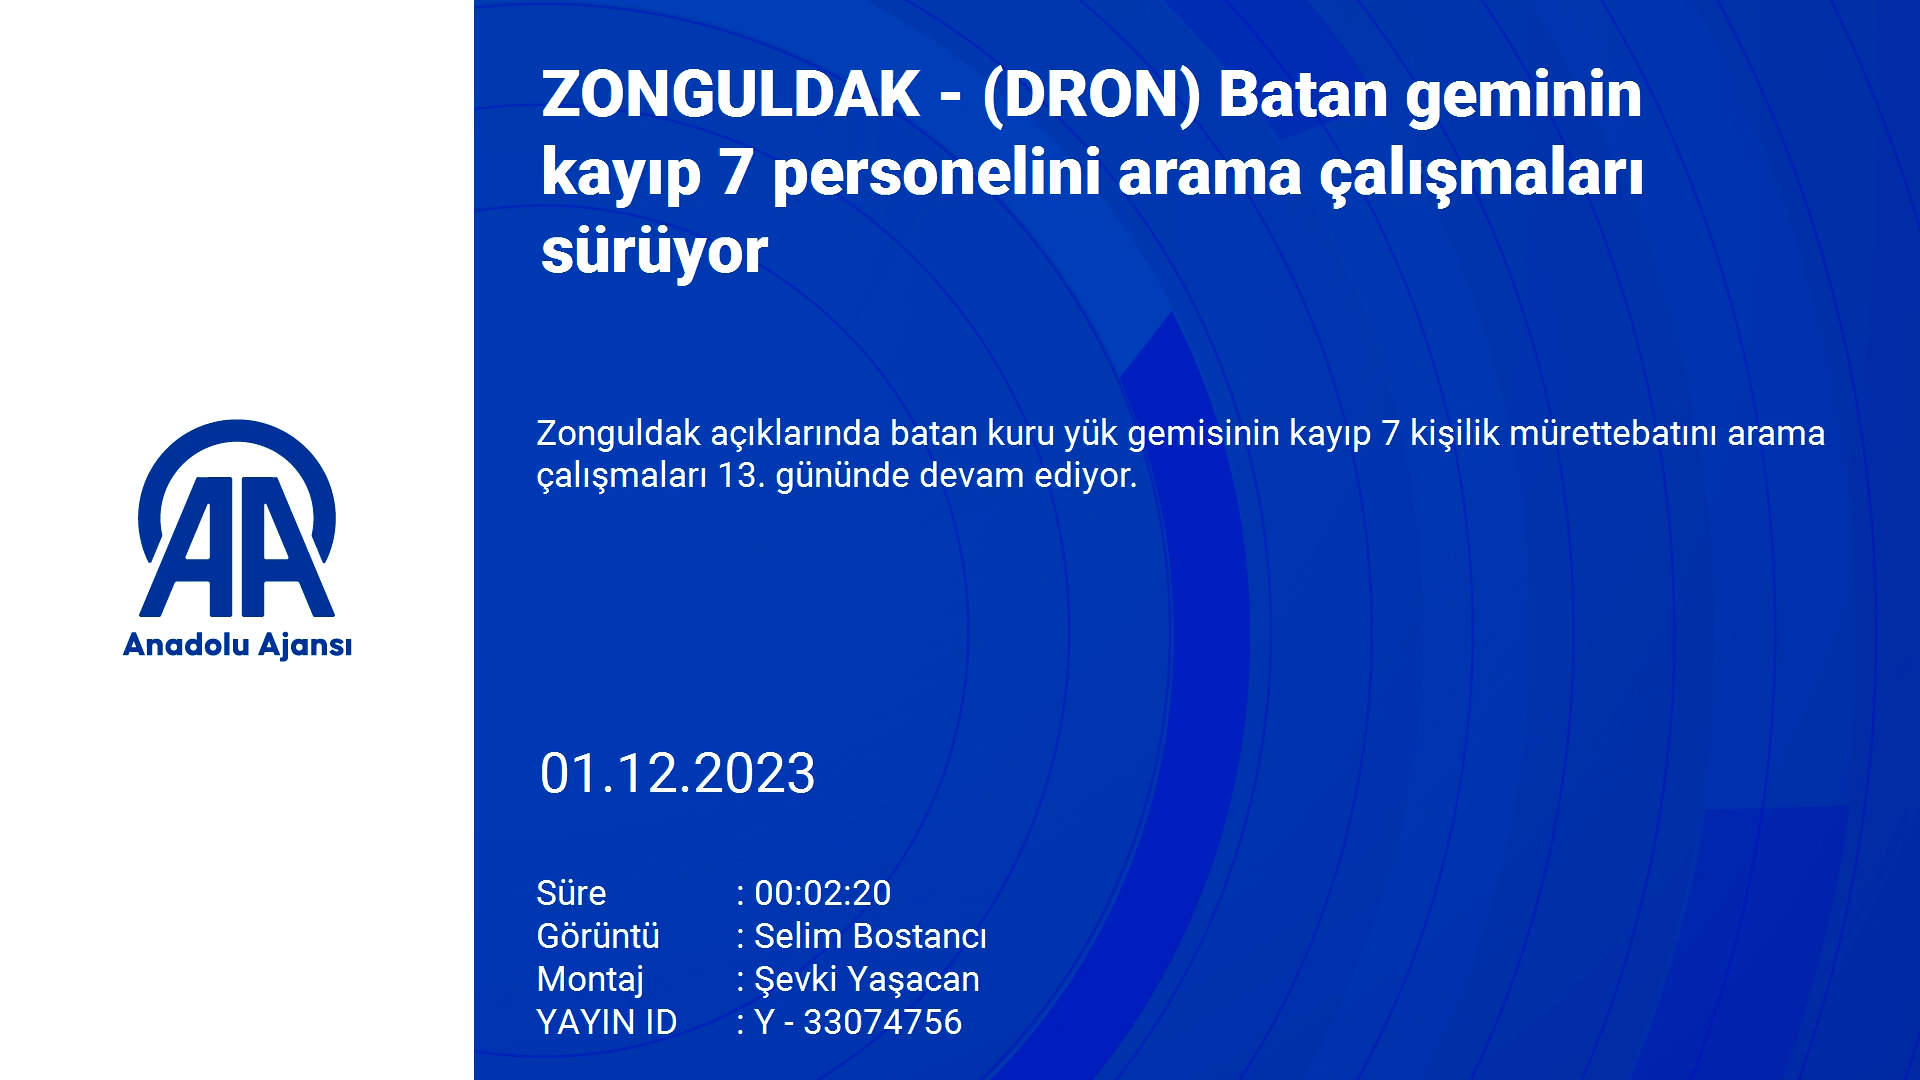 ZONGULDAK - (DRON) Batan geminin
kayıp 7 personelini arama çalışmaları
sürüyor
Zonguldak açıklarında batan kuru yük gemisinin kayıp 7 kişilik mürettebatını arama
çalışmaları 13. gününde devam ediyor.
AA
Anadolu Ajansı
01.12.2023
Süre : 00:02:20
Görüntü : Selim Bostancı
Montaj : Şevki Yaşacan
YAYIN ID : Y - 33074756